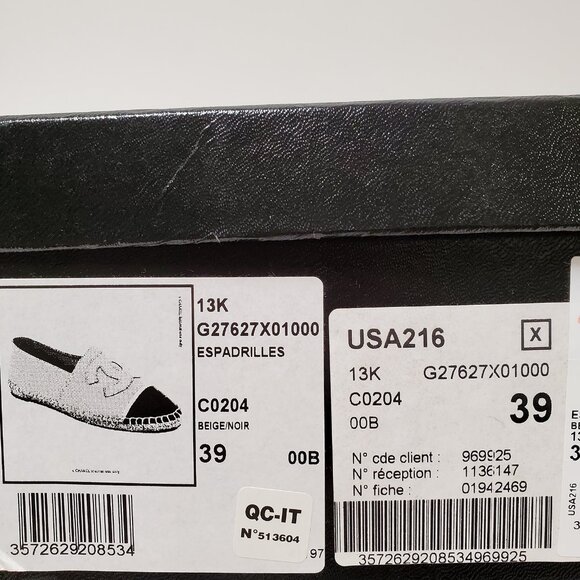 13K
G27627X01000
ESPADRILLES
C0204
BEIGE/NOIR
39 00B
3572629208534
QC-IT
N°513604
97
USA216 X
13K G27627X01000
C0204
00B
39
N° cde client : 969925
N° réception : 1136147
N° fiche : 01942469
3572629208534969925
USA216